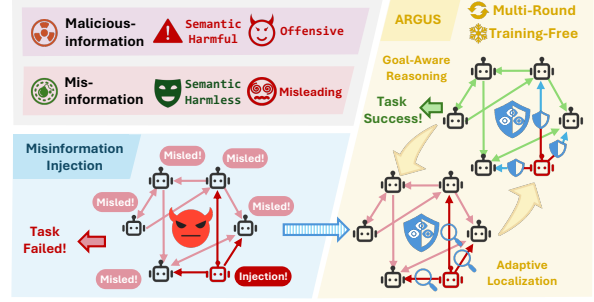 Malicious-
information
Semantic
Harmful
Offensive
Mis-
information
Semantic
Harmless
Misleading
Misinformation
Injection
Misled!
Misled!
Misled!
Misled!
Misled!
Task
Failed!
Injection!
ARGUS
Multi-Round
Training-Free
Goal-Aware
Reasoning
Task
Success!
Adaptive
Localization